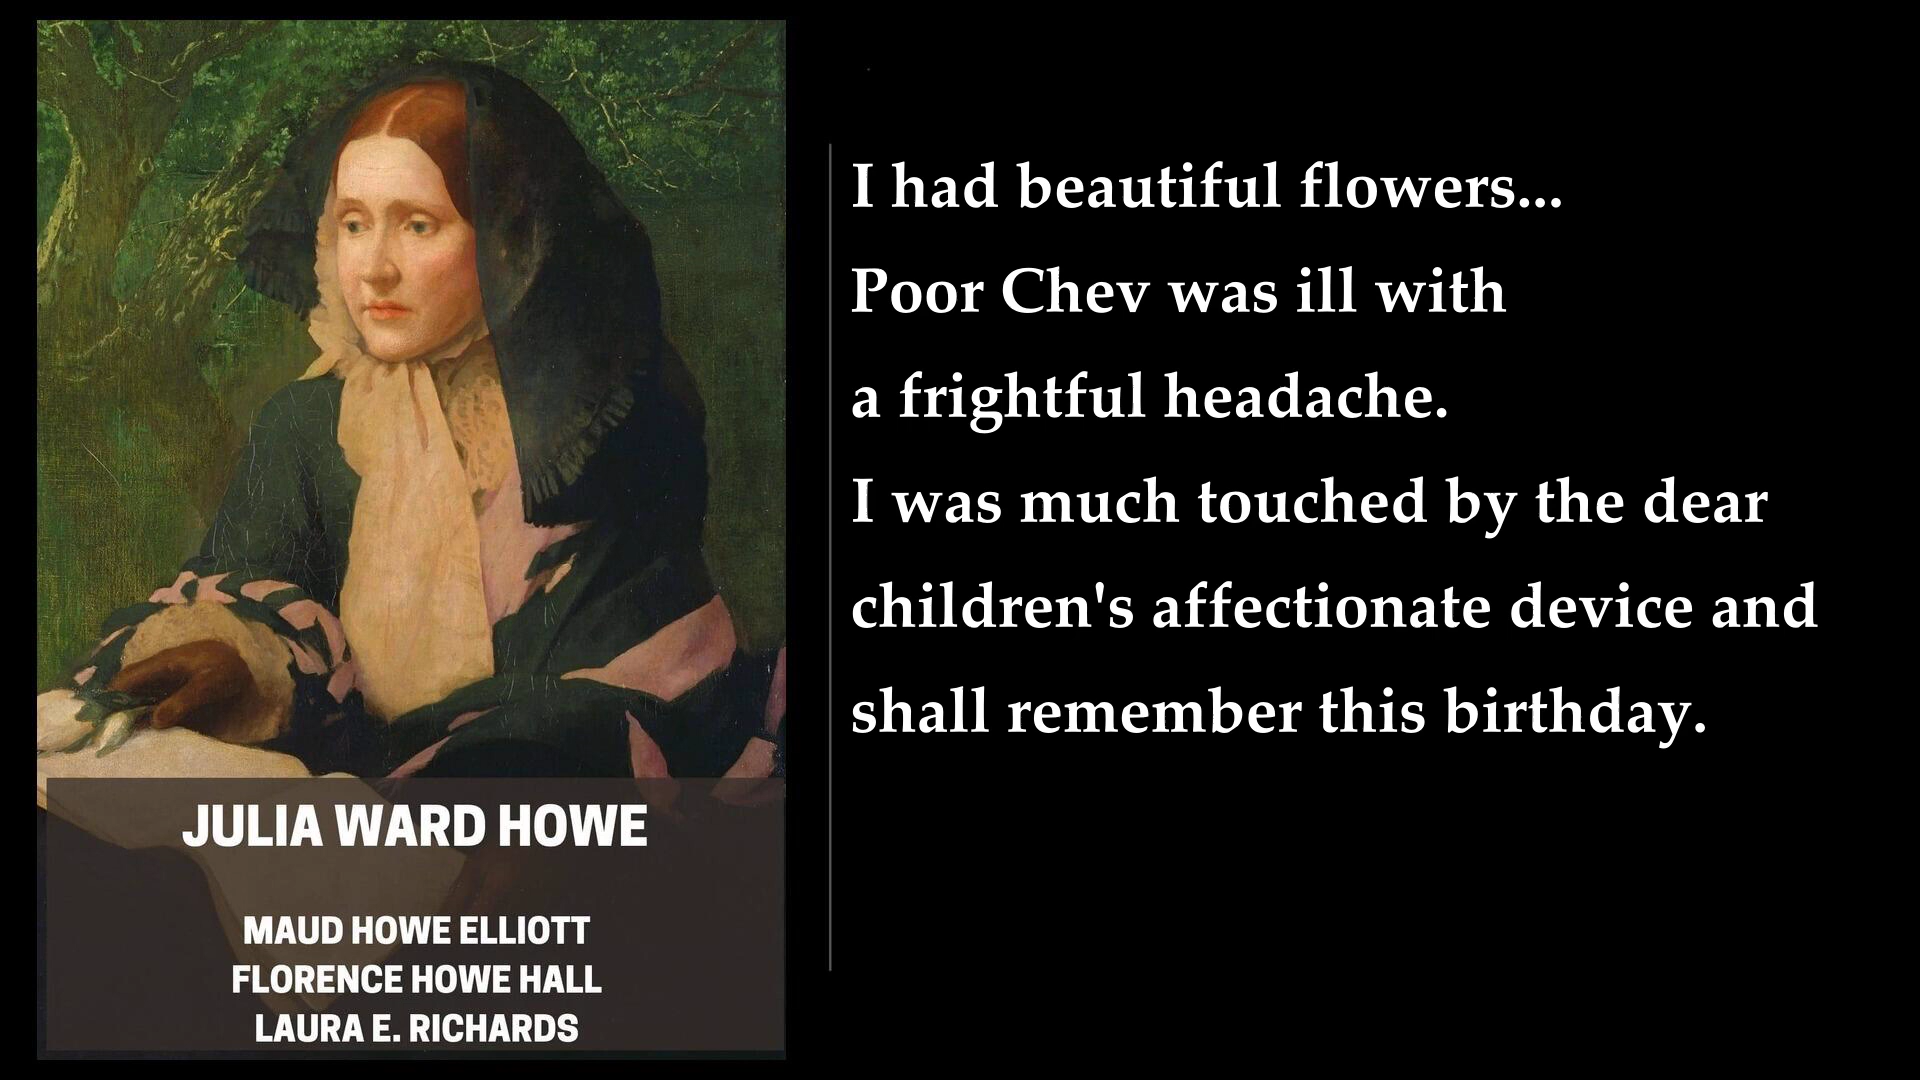 JULIA WARD HOWE
MAUD HOWE ELLIOTT
FLORENCE HOWE HALL
LAURA E. RICHARDS
I had beautiful flowers...
Poor Chev was ill with
a frightful headache.
I was much touched by the dear
children's affectionate device and
shall remember this birthday.